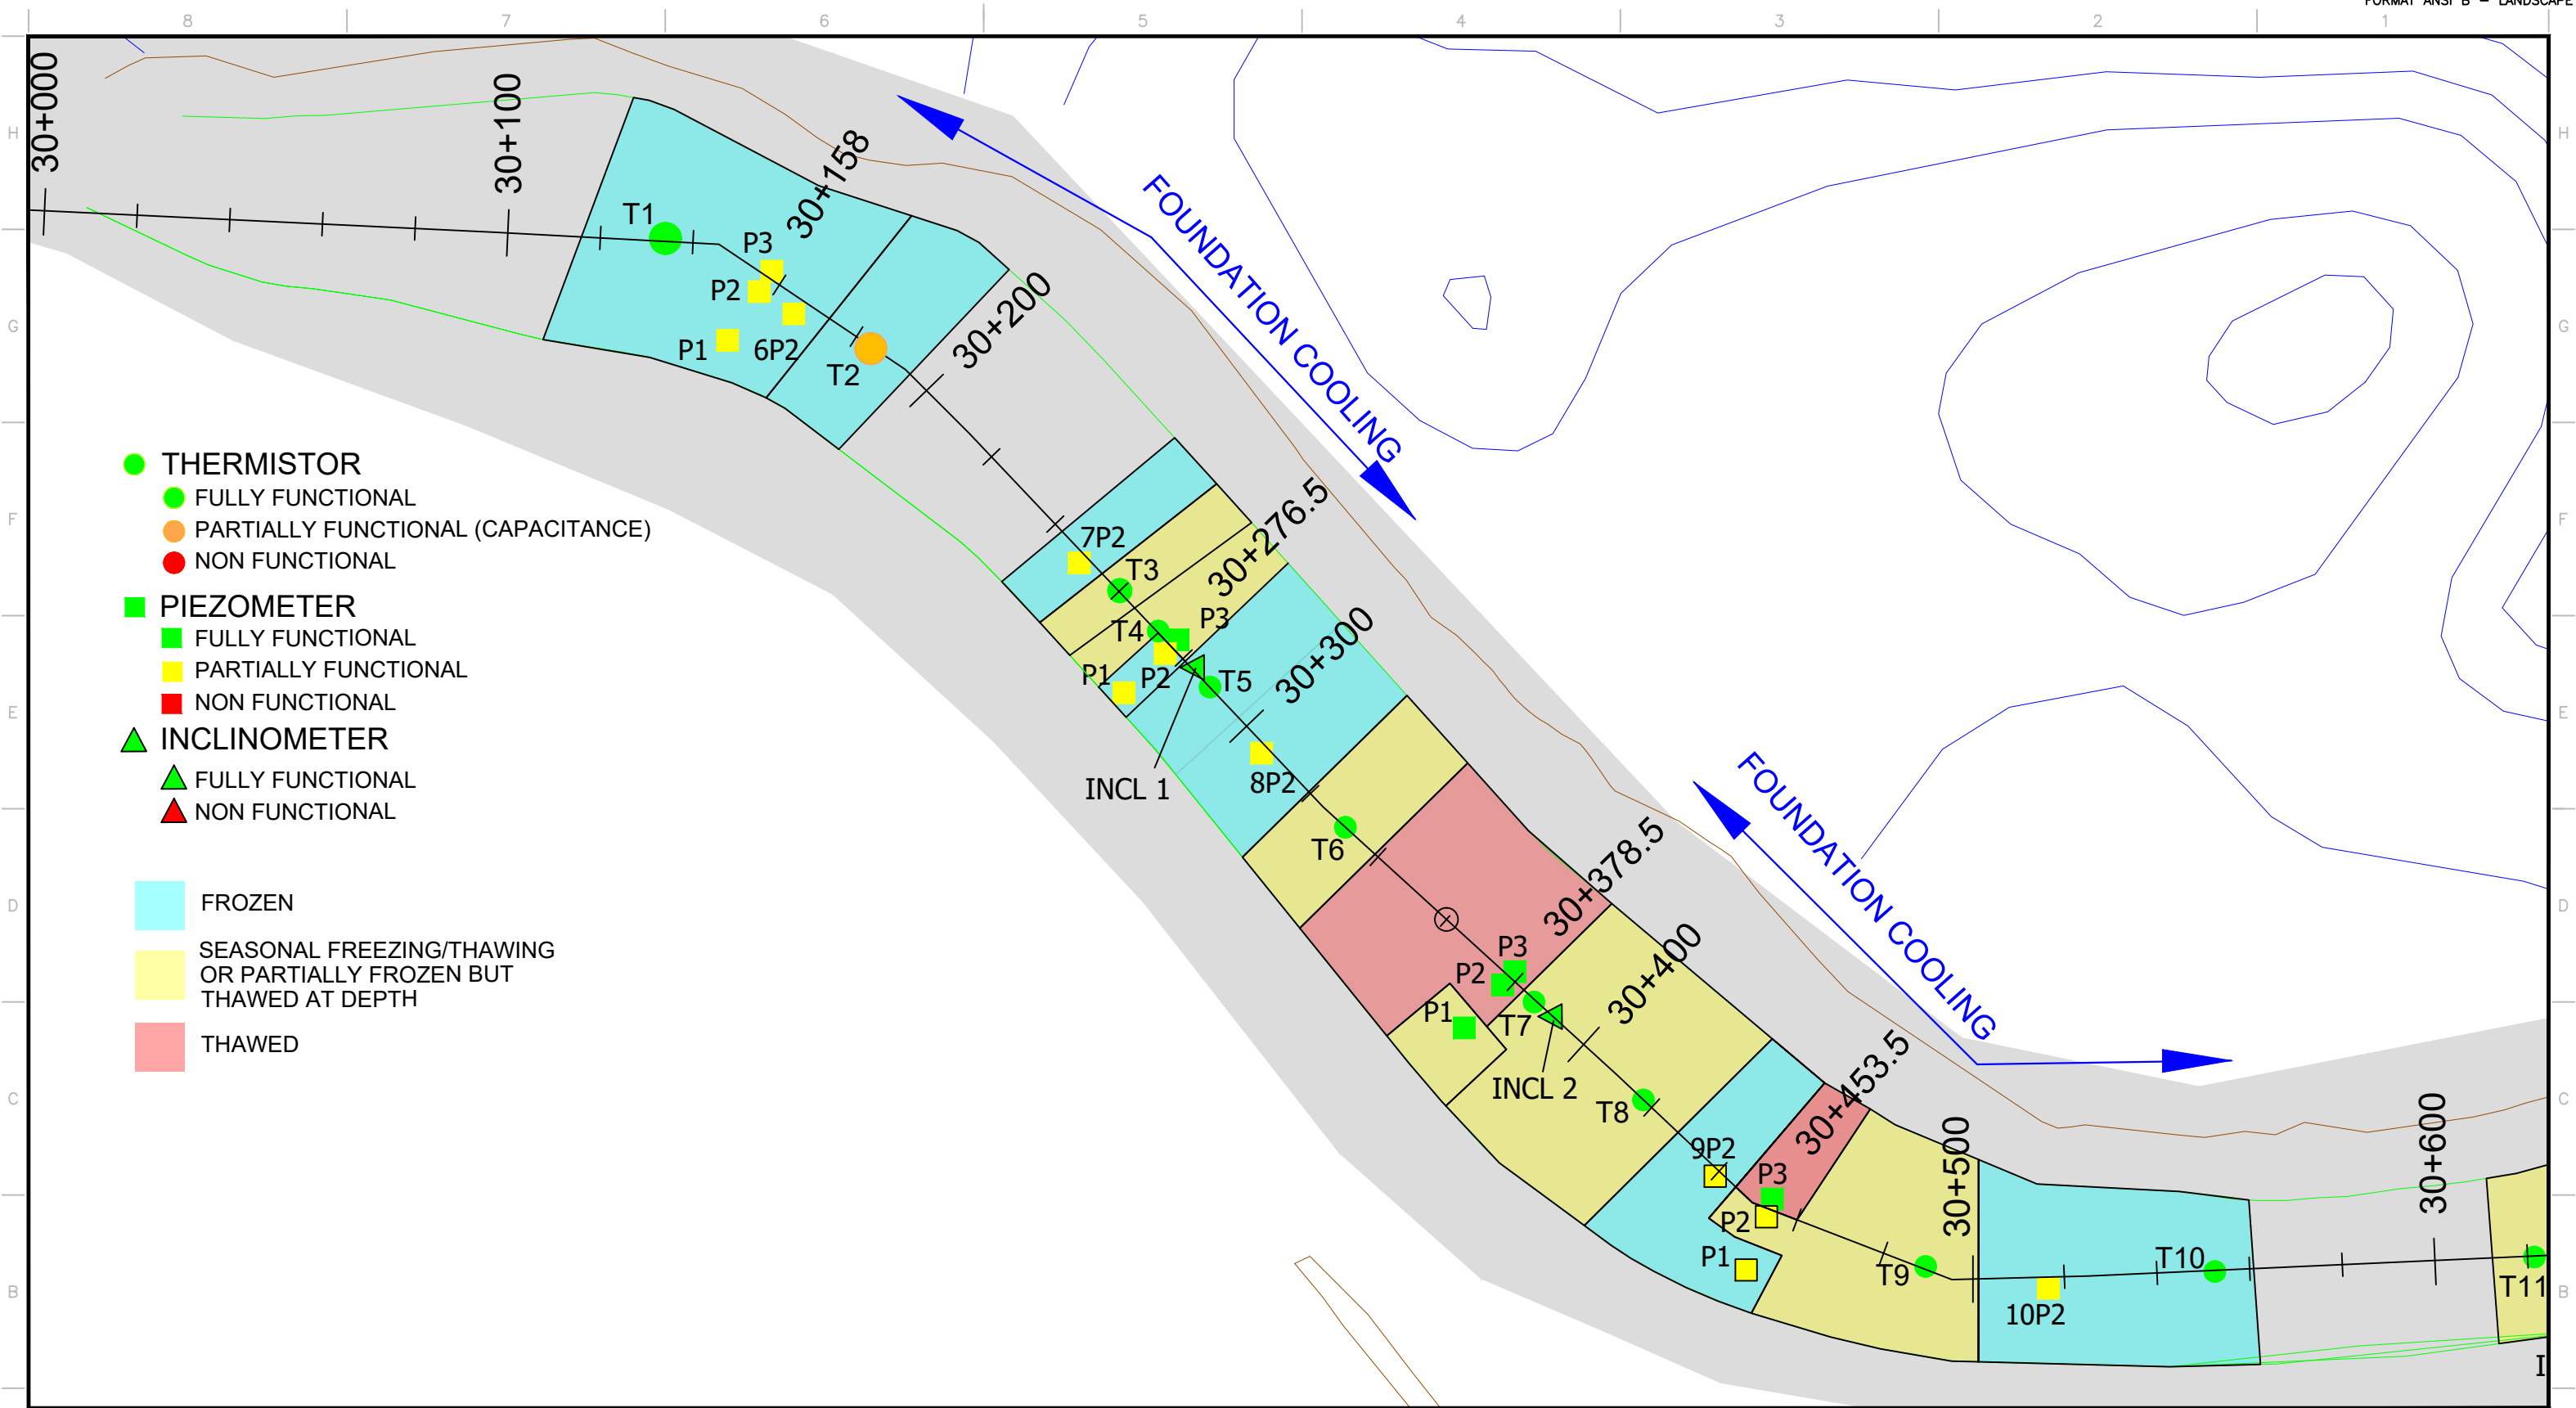 FORMAT ANSI B - LANDSCAPE
8 7 6 5 4 3 2 1
H
H
G
G
F
F
E
E
D
D
C
C
B
B
30+000
30+100
30+158
T1
P3
P2
P1
6P2
T2
30+200
FOUNDATION COOLING
THERMISTOR
FULLY FUNCTIONAL
PARTIALLY FUNCTIONAL (CAPACITANCE)
NON FUNCTIONAL
PIEZOMETER
FULLY FUNCTIONAL
PARTIALLY FUNCTIONAL
NON FUNCTIONAL
INCLINOMETER
FULLY FUNCTIONAL
NON FUNCTIONAL
FROZEN
SEASONAL FREEZING/THAWING
OR PARTIALLY FROZEN BUT
THAWED AT DEPTH
THAWED
7P2
T3
30+276.5
P3
T4
P1
P2
T5
30+300
INCL 1
8P2
T6
30+378.5
FOUNDATION COOLING
P3
P2
P1
T7
30+400
INCL 2
T8
30+453.5
9P2
P3
P2
P1
T9
30+500
10P2
T10
30+600
T11
I